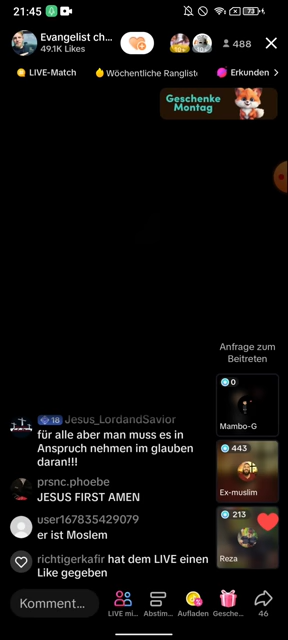 21:45
73
Evangelist ch...
49.1K Likes
10+
10+
488
LIVE-Match
Wöchentliche Rangliste
Erkunden
Geschenke
Montag
Anfrage zum
Beitreten
0
Mambo-G
443
Ex-muslim
213
Reza
18 Jesus_LordandSavior
für alle aber man muss es in
Anspruch nehmen im glauben
daran!!!
prsnc.phoebe
JESUS FIRST AMEN
user167835429079
er ist Moslem
richtigerkafir hat dem LIVE einen
Like gegeben
Komment...
LIVE mi...
Abstim...
Aufladen
Gesche...
46